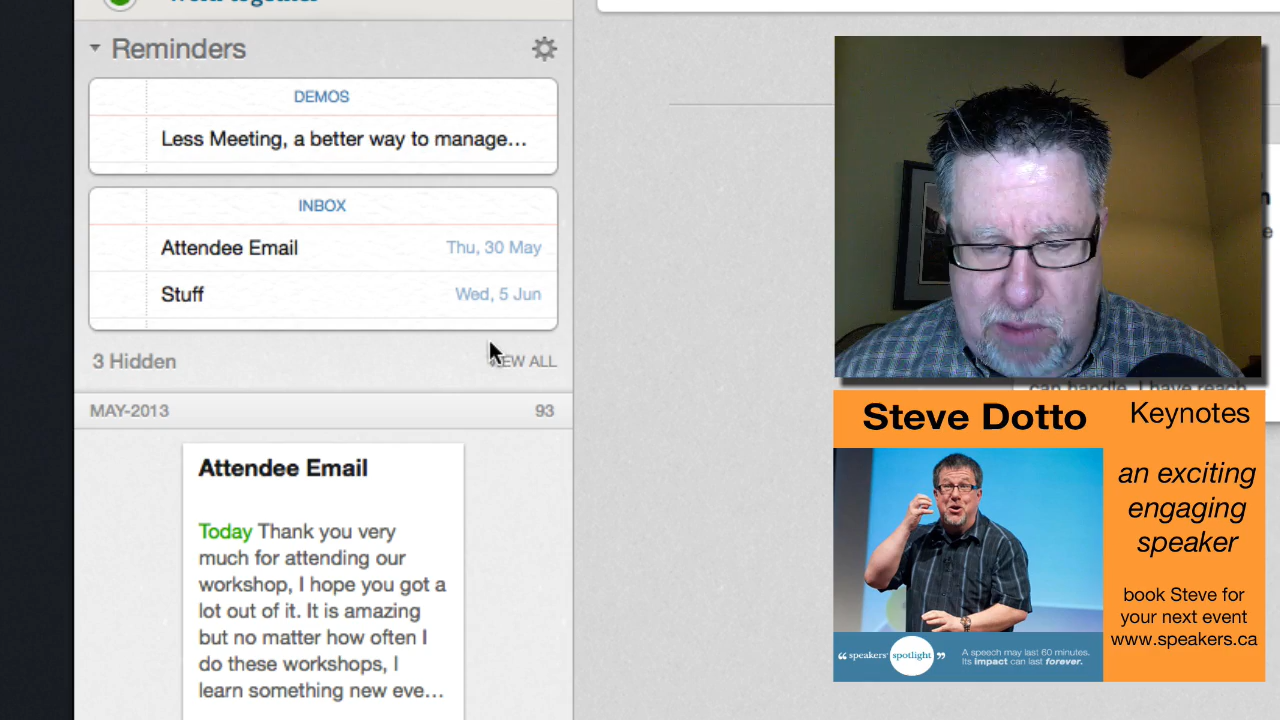 Reminders
DEMOS
Less Meeting, a better way to manage...
INBOX
Attendee Email Thu, 30 May
Stuff Wed, 5 Jun
3 Hidden EW ALL
MAY-2013 93
Attendee Email
Today Thank you very
much for attending our
workshop, I hope you got a
lot out of it. It is amazing
but no matter how often I
do these workshops, I
learn something new eve...
can handle. I have reach
Steve Dotto Keynotes
an exciting
engaging
speaker
book Steve for
your next event
www.speakers.ca
“speakers' spotlight”
A speech may last 60 minutes.
Its impact can last forever.